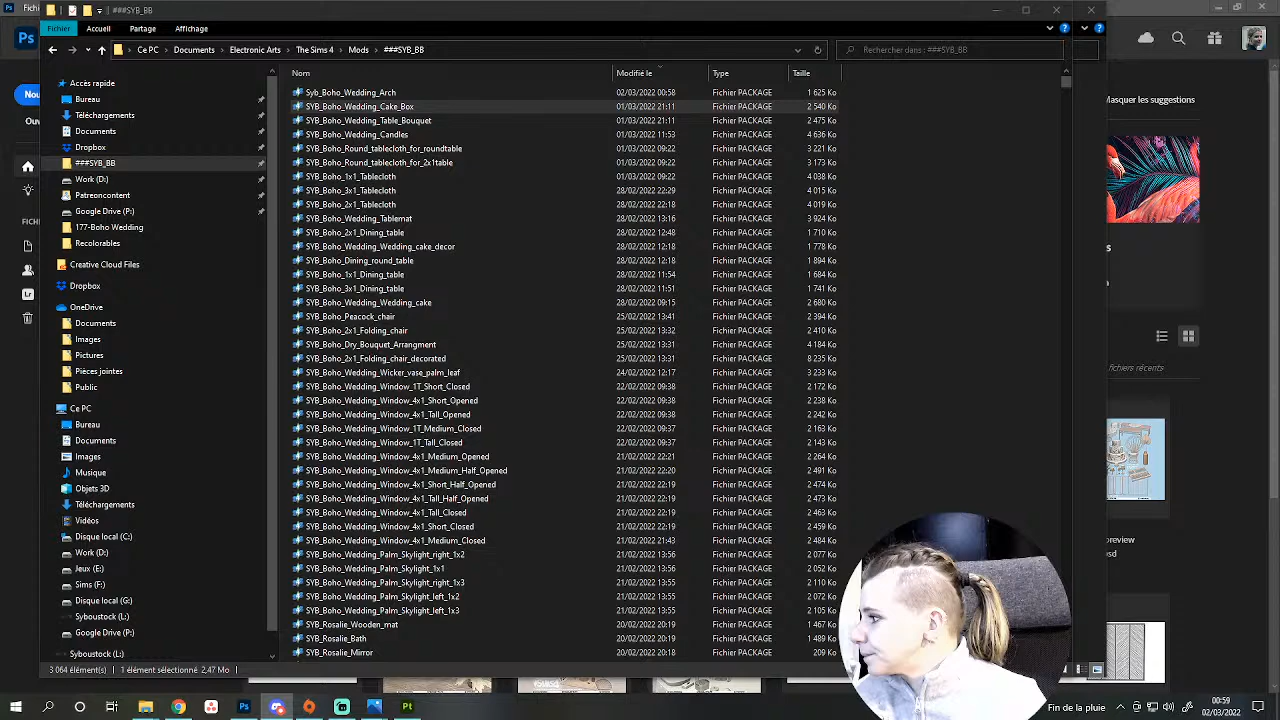 Fichi
###SYB_BB
Fichier Accueil Partage Affichage
Ps
Ce PC Documents Electronic Arts The Sims 4 Mods ###SYB_BB
Rechercher dans : ###SYB_BB
Nom Modifié le Type Taille
Accès rapide
Bureau
Téléchargements
Documents
Dropbox
###SYB_BB
Work (D:)
Patreoncontent
Google Drive (P:)
177-Boho Wedding
Recolorables
Creative Cloud Files
Dropbox
OneDrive
Documents
Images
Pictures
Pièces jointes
Public
Ce PC
Bureau
Documents
Images
Musique
Objets 3D
Téléchargements
Vidéos
Disque local (C:)
Work (D:)
Jeux (E:)
Sims (F:)
Disque local (G:)
Syboustock (L:)
Google Drive (P:)
Syboustock (L:)
Nou
Ouv
FICHI
Lr
Syb_Boho_Wedding_Arch 02/03/2022 00:58 Fichier PACKAGE 1 625 Ko
SYB_Boho_Wedding_Cake_Box 01/03/2022 21:11 Fichier PACKAGE 2 540 Ko
SYB_Boho_Wedding_Table_Bouquet 01/03/2022 21:11 Fichier PACKAGE 2 475 Ko
SYB_Boho_Wedding_Candles 01/03/2022 11:53 Fichier PACKAGE 4 636 Ko
SYB_Boho_Round_tablecloth_for_roundtable 01/03/2022 09:22 Fichier PACKAGE 3 221 Ko
SYB_Boho_Round_tablecloth_for_2x1table 01/03/2022 09:22 Fichier PACKAGE 3 173 Ko
SYB_Boho_1x1_Tablecloth 01/03/2022 09:22 Fichier PACKAGE 4 038 Ko
SYB_Boho_3x1_Tablecloth 28/02/2022 22:29 Fichier PACKAGE 4 015 Ko
SYB_Boho_2x1_Tablecloth 28/02/2022 22:18 Fichier PACKAGE 4 019 Ko
SYB_Boho_Wedding_Tablemat 28/02/2022 13:16 Fichier PACKAGE 3 924 Ko
SYB_Boho_2x1_Dining_table 28/02/2022 12:48 Fichier PACKAGE 1 710 Ko
SYB_Boho_Wedding_Wedding_cake_decor 28/02/2022 12:18 Fichier PACKAGE 1 778 Ko
SYB_Boho_Dining_round_table 28/02/2022 12:18 Fichier PACKAGE 1 894 Ko
SYB_Boho_1x1_Dining_table 28/02/2022 11:54 Fichier PACKAGE 1 684 Ko
SYB_Boho_3x1_Dining_table 28/02/2022 11:51 Fichier PACKAGE 1 741 Ko
SYB_Boho_Wedding_Wedding_cake 28/02/2022 09:15 Fichier PACKAGE 2 680 Ko
SYB_Boho_Peacock_chair 25/02/2022 13:41 Fichier PACKAGE 2 374 Ko
SYB_Boho_2x1_Folding_chair 25/02/2022 13:32 Fichier PACKAGE 2 410 Ko
SYB_Boho_Dry_Bouquet_Arrangment 25/02/2022 13:31 Fichier PACKAGE 4 184 Ko
SYB_Boho_2x1_Folding_chair_decorated 25/02/2022 13:31 Fichier PACKAGE 8 235 Ko
SYB_Boho_Wedding_Wicker_vase_palm_leaf 24/02/2022 12:17 Fichier PACKAGE 3 233 Ko
SYB_Boho_Wedding_Window_1T_Short_Closed 22/02/2022 09:38 Fichier PACKAGE 2 172 Ko
SYB_Boho_Wedding_Window_4x1_Short_Opened 22/02/2022 09:38 Fichier PACKAGE 2 238 Ko
SYB_Boho_Wedding_Window_4x1_Tall_Opened 22/02/2022 09:38 Fichier PACKAGE 2 242 Ko
SYB_Boho_Wedding_Window_1T_Medium_Closed 22/02/2022 09:37 Fichier PACKAGE 2 163 Ko
SYB_Boho_Wedding_Window_1T_Tall_Closed 22/02/2022 09:37 Fichier PACKAGE 2 143 Ko
SYB_Boho_Wedding_Window_4x1_Medium_Opened 21/02/2022 22:21 Fichier PACKAGE 2 264 Ko
SYB_Boho_Wedding_Window_4x1_Medium_Half_Opened 21/02/2022 22:20 Fichier PACKAGE 2 491 Ko
SYB_Boho_Wedding_Window_4x1_Short_Half_Opened 21/02/2022 22:19 Fichier PACKAGE 2 474 Ko
SYB_Boho_Wedding_Window_4x1_Tall_Half_Opened 21/02/2022 22:19 Fichier PACKAGE 2 473 Ko
SYB_Boho_Wedding_Window_4x1_Tall_Closed 21/02/2022 22:19 Fichier PACKAGE 2 463 Ko
SYB_Boho_Wedding_Window_4x1_Short_Closed 21/02/2022 22:19 Fichier PACKAGE 2 459 Ko
SYB_Boho_Wedding_Window_4x1_Medium_Closed 21/02/2022 21:43 Fichier PACKAGE 2 484 Ko
SYB_Boho_Wedding_Palm_Skylight_right_1x2 21/02/2022 13:56 Fichier PACKAGE 2 077 Ko
SYB_Boho_Wedding_Palm_Skylight_1x1 21/02/2022 13:56 Fichier PACKAGE 2 052 Ko
SYB_Boho_Wedding_Palm_Skylight_right_1x3 21/02/2022 13:55 Fichier PACKAGE 2 110 Ko
SYB_Boho_Wedding_Palm_Skylight_left_1x2 21/02/2022 13:55 Fichier PACKAGE 2 072 Ko
SYB_Boho_Wedding_Palm_Skylight_left_1x3 21/02/2022 13:55 Fichier PACKAGE 2 105 Ko
SYB_Rosalie_Wooden_mat 20/02/2022 20:19 Fichier PACKAGE 1 467 Ko
SYB_Rosalie_Bath 20/02/2022 20:19 Fichier PACKAGE 1 489 Ko
SYB_Rosalie_Mirror 20/02/2022 20:18 Fichier PACKAGE 209 Ko
3 064 élément(s) 1 élément sélectionné 2,47 Mo
Masquer les suggestions
fichiers récents
preview
Ps Pt
Fin de la pluie
00:59
02/03/2022